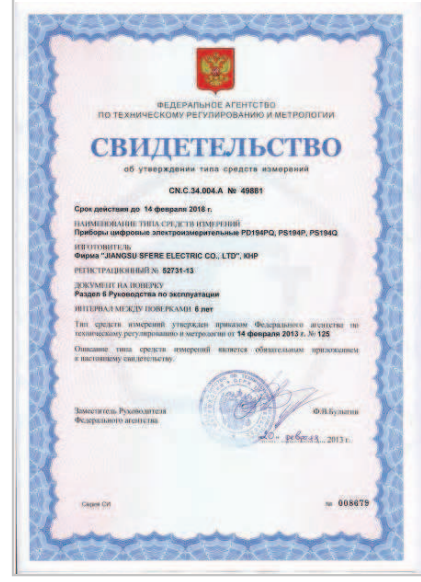 ФЕДЕРАЛЬНОЕ АГЕНТСТВО
ПО ТЕХНИЧЕСКОМУ РЕГУЛИРОВАНИЮ И МЕТРОЛОГИИ
СВИДЕТЕЛЬСТВО
об утверждении типа средств измерений
CN.C.34.004.A № 49881
Срок действия до 14 февраля 2018 г.
НАИМЕНОВАНИЕ ТИПА СРЕДСТВ ИЗМЕРЕНИЙ
Приборы цифровые электроизмерительные PD194PQ, PS194P, PS194Q
ИЗГОТОВИТЕЛЬ
Фирма "JIANGSU SFERE ELECTRIC CO., LTD", КНР
РЕГИСТРАЦИОННЫЙ № 52731-13
ДОКУМЕНТ НА ПОВЕРКУ
Раздел 6 Руководства по эксплуатации
ИНТЕРВАЛ МЕЖДУ ПОВЕРКАМИ 6 лет
Тип средств измерений утвержден приказом Федерального агентства по
техническому регулированию и метрологии от 14 февраля 2013 г. № 125
Описание типа средств измерений является обязательным приложением
к настоящему свидетельству.
Заместитель Руководителя
Федерального агентства
Ф.В.Булыгин
20 февраля 2013 г.
Серия СИ
№ 008679